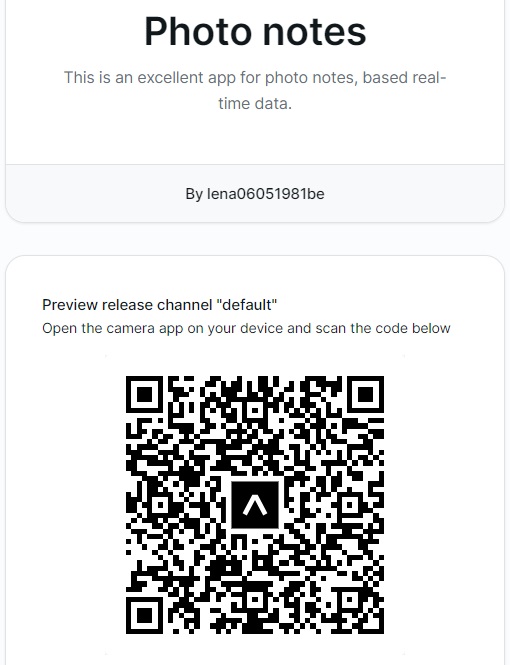 Photo notes
This is an excellent app for photo notes, based real-
time data.
By lena06051981be
Preview release channel "default"
Open the camera app on your device and scan the code below